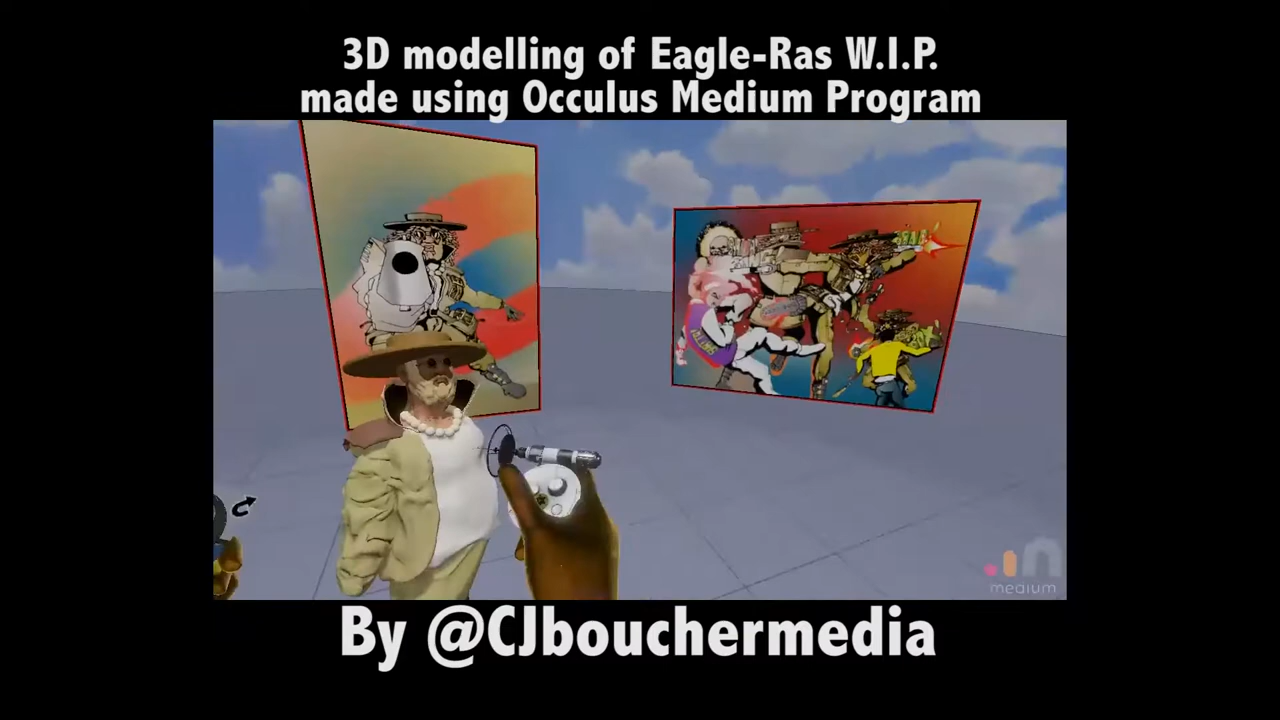 3D modelling of Eagle-Ras W.I.P.
made using Occulus Medium Program
medium
By @CJbouchermedia